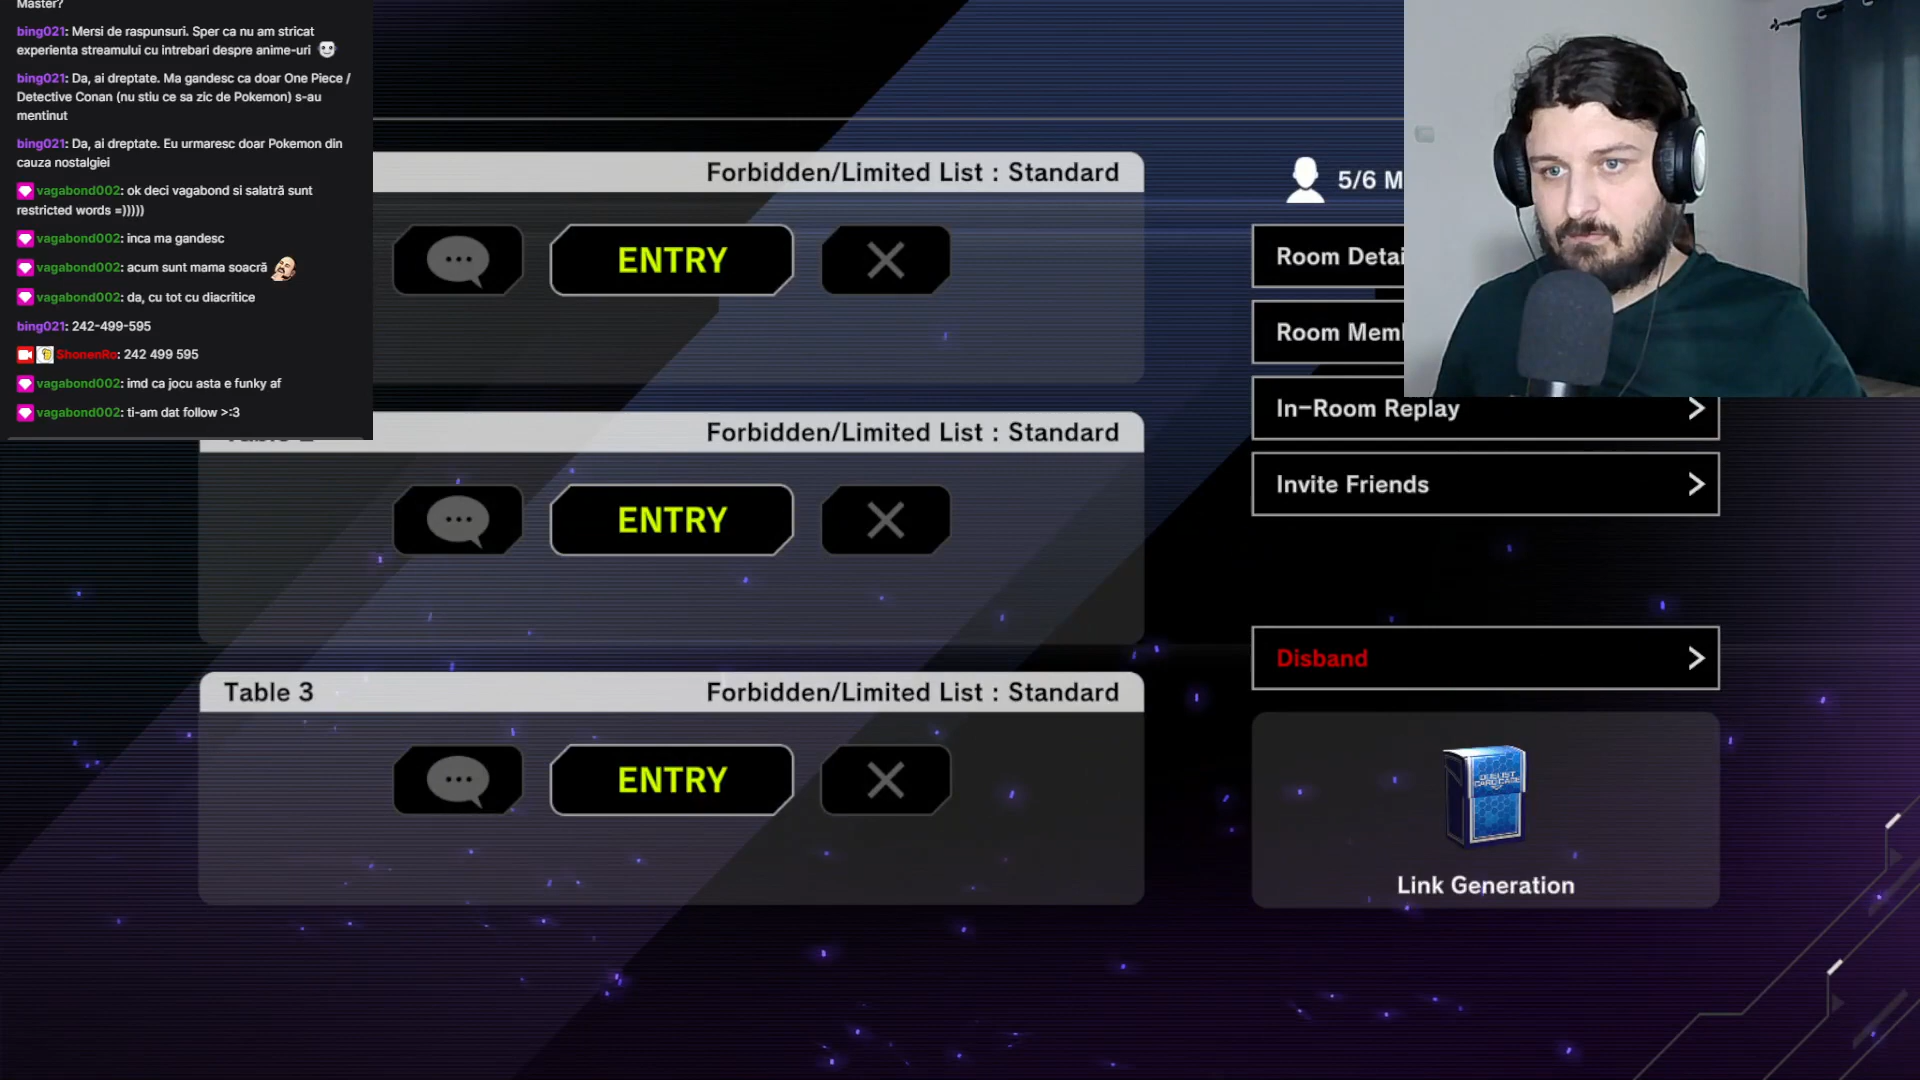 Master?
bing021: Mersi de raspunsuri. Sper ca nu am stricat
experienta streamului cu intrebari despre anime-uri
bing021: Da, ai dreptate. Ma gandesc ca doar One Piece /
Detective Conan (nu stiu ce sa zic de Pokemon) s-au
mentinut
bing021: Da, ai dreptate. Eu urmaresc doar Pokemon din
cauza nostalgiei
vagabond002: ok deci vagabond si salatră sunt
restricted words =)))))
vagabond002: inca ma gandesc
vagabond002: acum sunt mama soacră
vagabond002: da, cu tot cu diacritice
bing021: 242-499-595
ShonenRo: 242 499 595
vagabond002: imd ca jocu asta e funky af
vagabond002: ti-am dat follow >:3
Forbidden/Limited List : Standard
ENTRY
Forbidden/Limited List : Standard
ENTRY
Table 3
Forbidden/Limited List : Standard
ENTRY
5/6 M
Room Detai
Room Mem
In-Room Replay
Invite Friends
Disband
DUELIST
CARD CASE
Link Generation